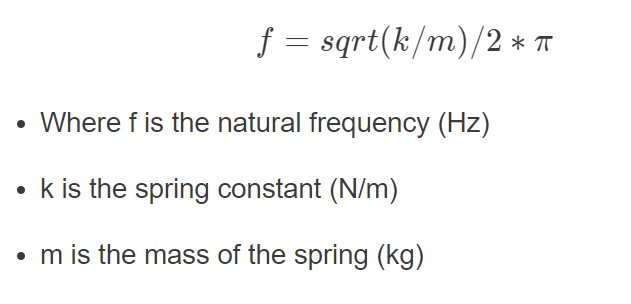 f = sqrt(k/m)/2 * π
• Where f is the natural frequency (Hz)
• k is the spring constant (N/m)
• m is the mass of the spring (kg)